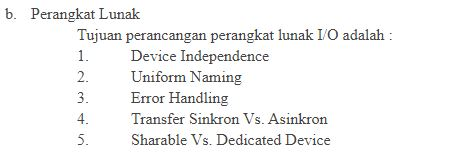 b. Perangkat Lunak
Tujuan perancangan perangkat lunak I/O adalah :
1. Device Independence
2. Uniform Naming
3. Error Handling
4. Transfer Sinkron Vs. Asinkron
5. Sharable Vs. Dedicated Device